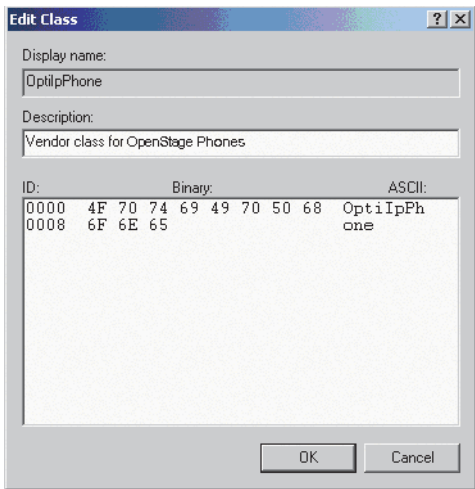 Edit Class
Display name:
OptiIpPhone
Description:
Vendor class for OpenStage Phones
ID: Binary: ASCII:
0000 4F 70 74 69 49 70 50 68 OptiIpPh
0008 6F 6E 65 one
OK Cancel